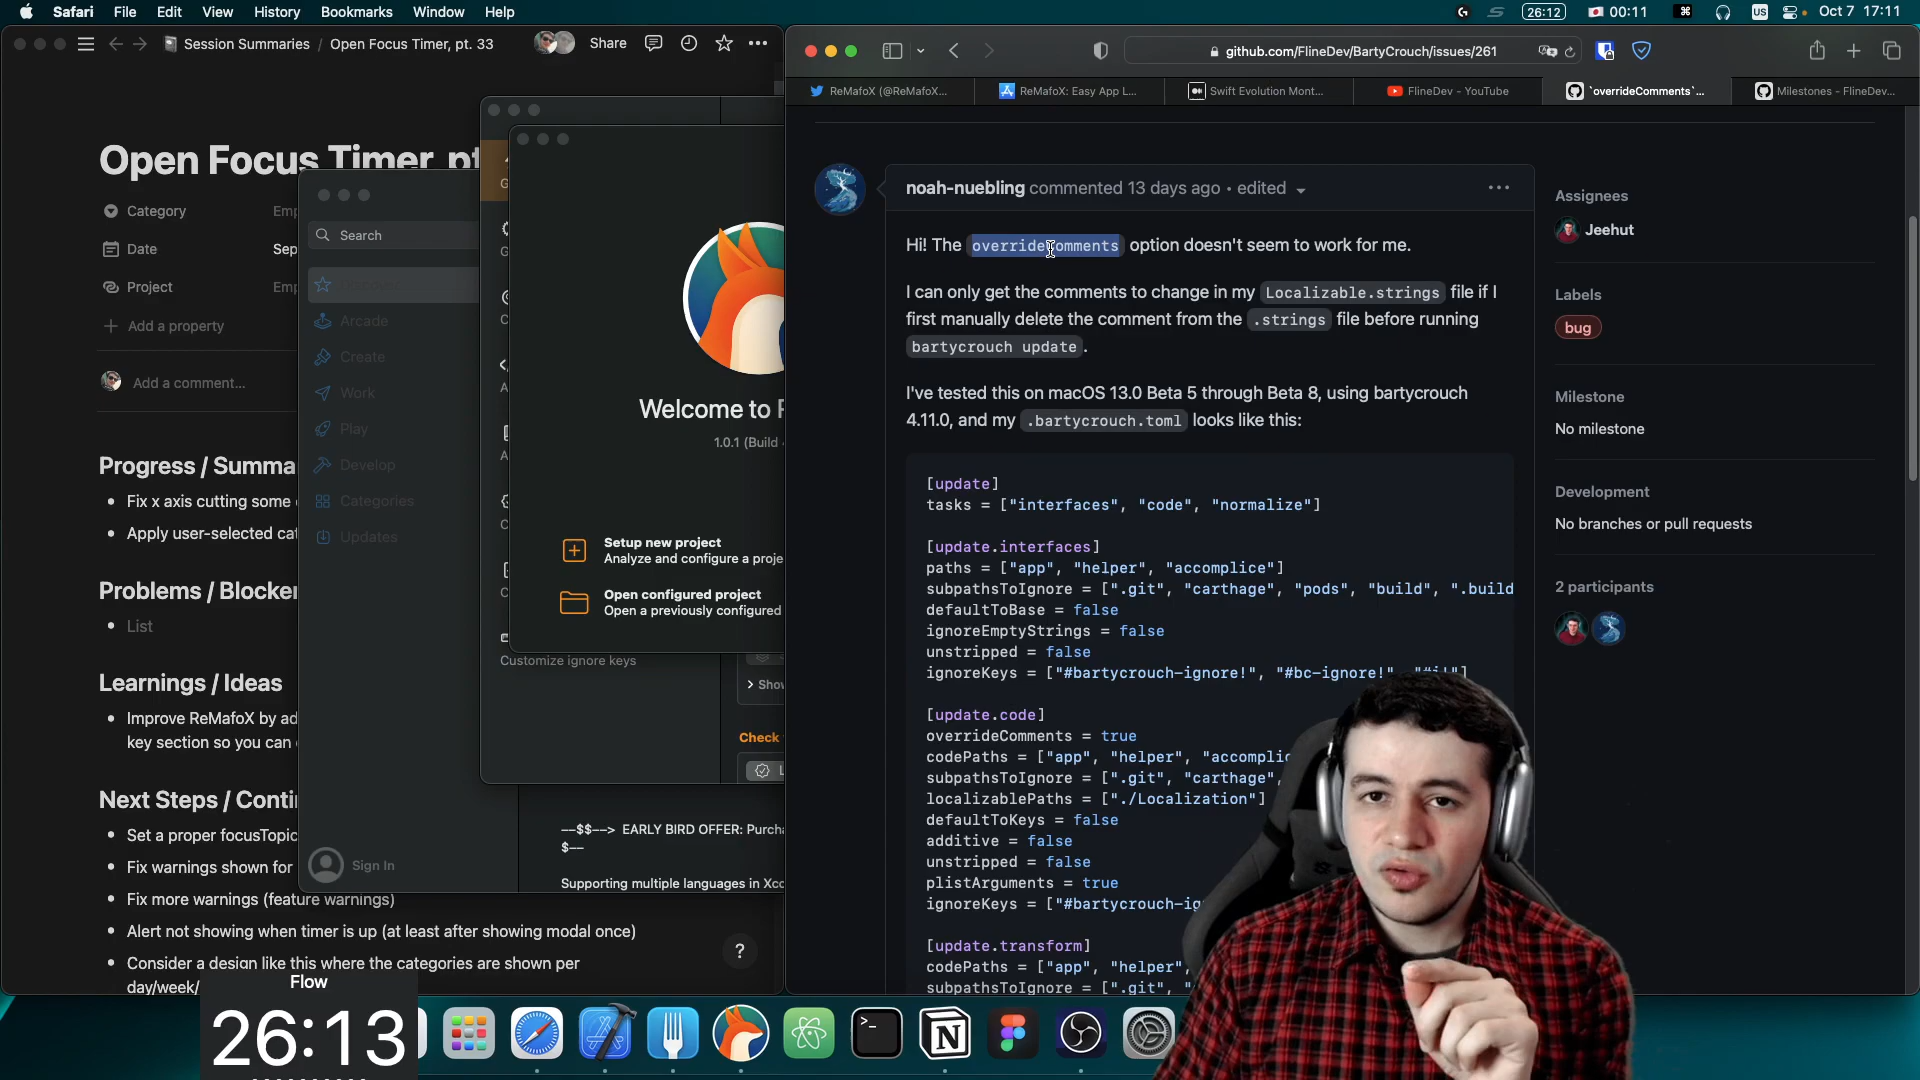 Safari File Edit View History Bookmarks Window Help
26:12 00:11 US Oct 7 17:11
Session Summaries / Open Focus Timer, pt. 33
Share
Open Focus Timer, pt
Category
Date
Sep
Project
Add a property
Add a comment...
Progress / Summa
Fix x axis cutting some
Apply user-selected cat
Problems / Blocker
List
Learnings / Ideas
Improve ReMafoX by ad
key section so you can
Next Steps / Conti
Set a proper focusTopic
Fix warnings shown for
Fix more warnings (feature warnings)
Alert not showing when timer is up (at least after showing modal once)
Consider a design like this where the categories are shown per
day/week/
?
Search
Arcade
Create
Work
Play
Develop
Categories
Updates
Sign In
Customize ignore keys
Welcome to
1.0.1 (Build
Setup new project
Analyze and configure a proje
Open configured project
Open a previously configured
> Show
Check
—$$—> EARLY BIRD OFFER: Purcha
$—
Supporting multiple languages in Xco
github.com/FlineDev/BartyCrouch/issues/261
ReMafoX (@ReMafoX...
ReMafoX: Easy App L...
Swift Evolution Mont...
FlineDev - YouTube
`overrideComments`...
Milestones - FlineDev...
noah-nuebling commented 13 days ago • edited
Hi! The overrideComments option doesn't seem to work for me.
I can only get the comments to change in my Localizable.strings file if I
first manually delete the comment from the .strings file before running
bartycrouch update .
I've tested this on macOS 13.0 Beta 5 through Beta 8, using bartycrouch
4.11.0, and my .bartycrouch.toml looks like this:
[update]
tasks = ["interfaces", "code", "normalize"]
[update.interfaces]
paths = ["app", "helper", "accomplice"]
subpathsToIgnore = [".git", "carthage", "pods", "build", ".build
defaultToBase = false
ignoreEmptyStrings = false
unstripped = false
ignoreKeys = ["#bartycrouch-ignore!", "#bc-ignore!", "#i!"]
[update.code]
overrideComments = true
codePaths = ["app", "helper", "accomplic
subpathsToIgnore = [".git", "carthage",
localizablePaths = ["./Localization"]
defaultToKeys = false
additive = false
unstripped = false
plistArguments = true
ignoreKeys = ["#bartycrouch-ig
[update.transform]
codePaths = ["app", "helper",
subpathsToIgnore = [".git",
Assignees
Jeehut
Labels
bug
Milestone
No milestone
Development
No branches or pull requests
2 participants
Flow
26:13